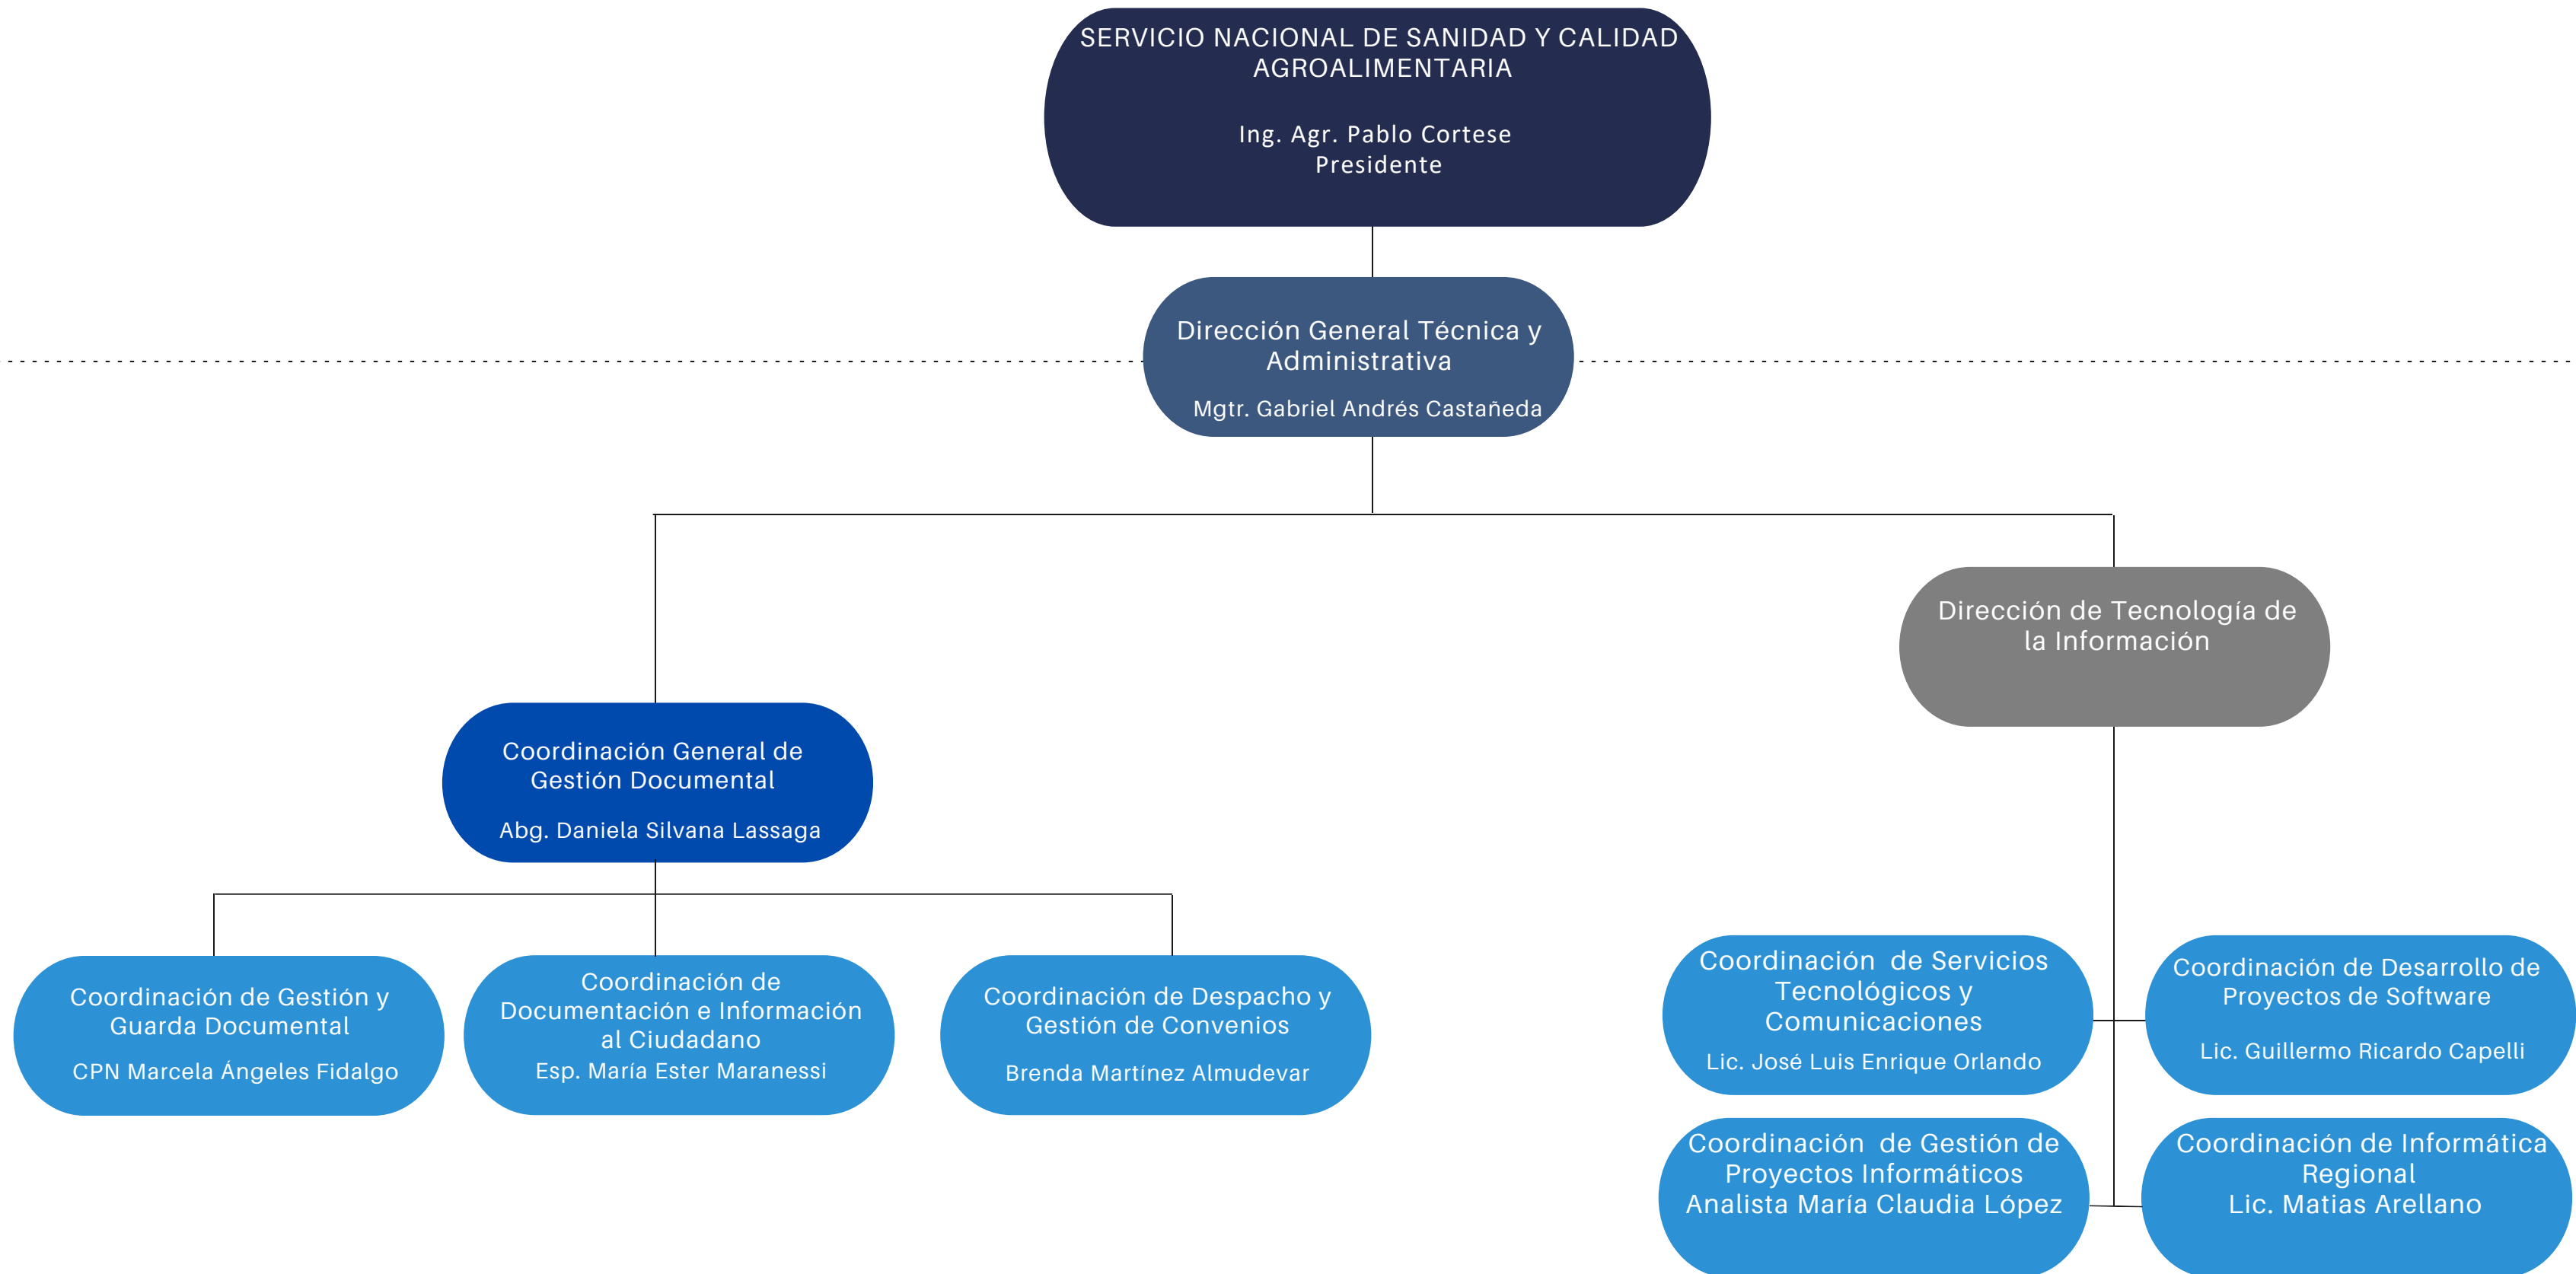 SERVICIO NACIONAL DE SANIDAD Y CALIDAD
AGROALIMENTARIA
Ing. Agr. Pablo Cortese
Presidente
Dirección General Técnica y
Administrativa
Mgtr. Gabriel Andrés Castañeda
Dirección de Tecnología de
la Información
Coordinación General de
Gestión Documental
Abg. Daniela Silvana Lassaga
Coordinación de Gestión y
Guarda Documental
CPN Marcela Ángeles Fidalgo
Coordinación de
Documentación e Información
al Ciudadano
Esp. María Ester Maranessi
Coordinación de Despacho y
Gestión de Convenios
Brenda Martínez Almudevar
Coordinación  de Servicios
Tecnológicos y
Comunicaciones
Lic. José Luis Enrique Orlando
Coordinación de Desarrollo de
Proyectos de Software
Lic. Guillermo Ricardo Capelli
Coordinación  de Gestión de
Proyectos Informáticos
Analista María Claudia López
Coordinación de Informática
Regional
Lic. Matias Arellano